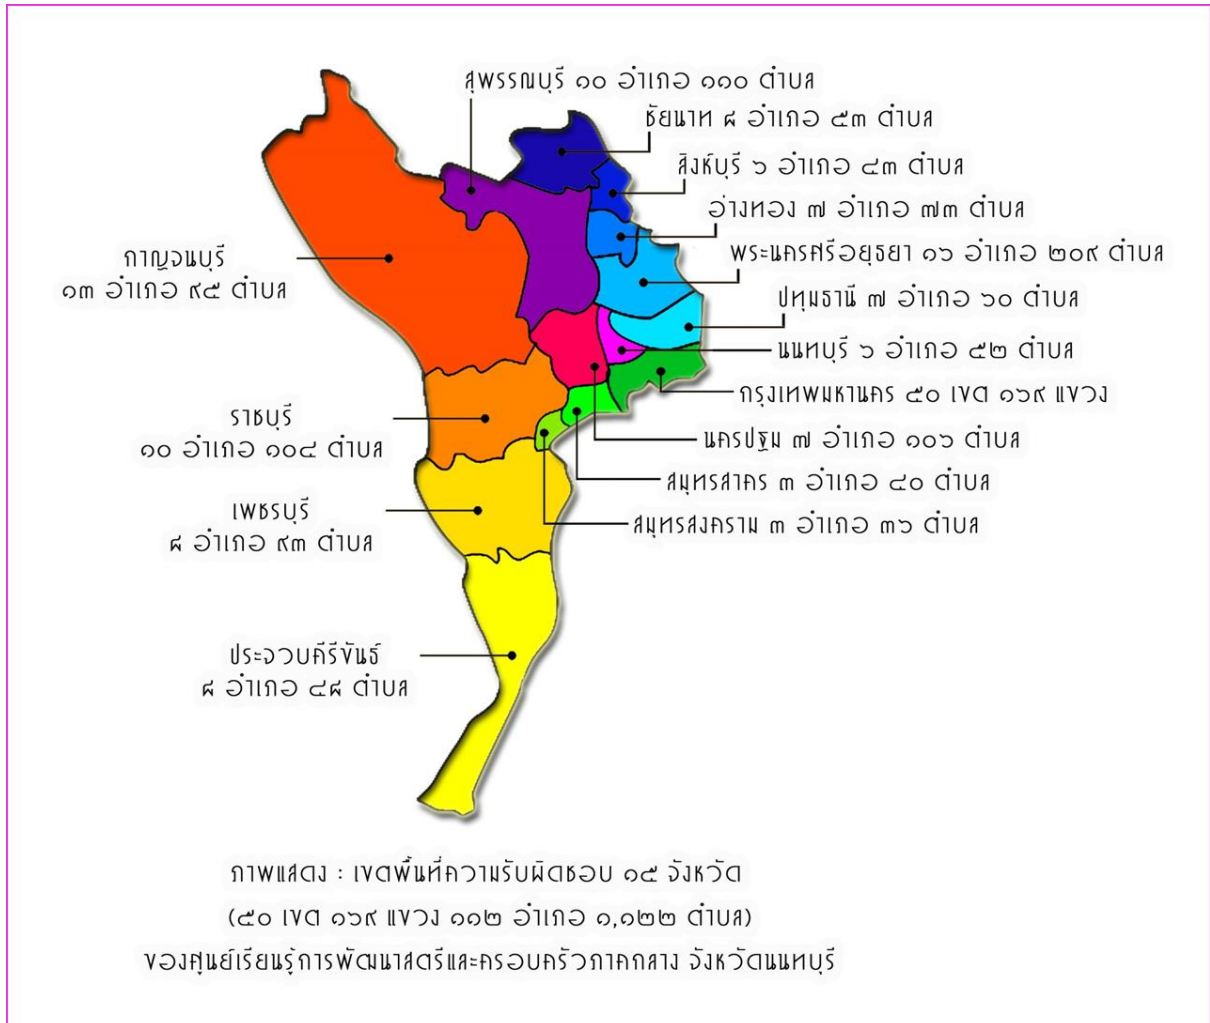 สุพรรณบุรี ๑๐ อำเภอ ๑๑๐ ตำบล
ชัยนาท ๘ อำเภอ ๕๓ ตำบล
สิงห์บุรี ๖ อำเภอ ๔๓ ตำบล
อ่างทอง ๗ อำเภอ ๗๓ ตำบล
พระนครศรีอยุธยา ๑๖ อำเภอ ๒๐๙ ตำบล
ปทุมธานี ๗ อำเภอ ๖๐ ตำบล
นนทบุรี ๖ อำเภอ ๕๒ ตำบล
กรุงเทพมหานคร ๕๐ เขต ๑๖๙ แขวง
นครปฐม ๗ อำเภอ ๑๐๖ ตำบล
สมุทรสาคร ๓ อำเภอ ๔๐ ตำบล
สมุทรสงคราม ๓ อำเภอ ๓๖ ตำบล
กาญจนบุรี
๑๓ อำเภอ ๙๕ ตำบล
ราชบุรี
๑๐ อำเภอ ๑๐๔ ตำบล
เพชรบุรี
๘ อำเภอ ๙๓ ตำบล
ประจวบคีรีขันธ์
๘ อำเภอ ๔๘ ตำบล
ภาพแสดง : เขตพื้นที่ความรับผิดชอบ ๑๕ จังหวัด
(๕๐ เขต ๑๖๙ แขวง ๑๑๒ อำเภอ ๑,๑๒๒ ตำบล)
ของศูนย์เรียนรู้การพัฒนาสตรีและครอบครัวภาคกลาง จังหวัดนนทบุรี